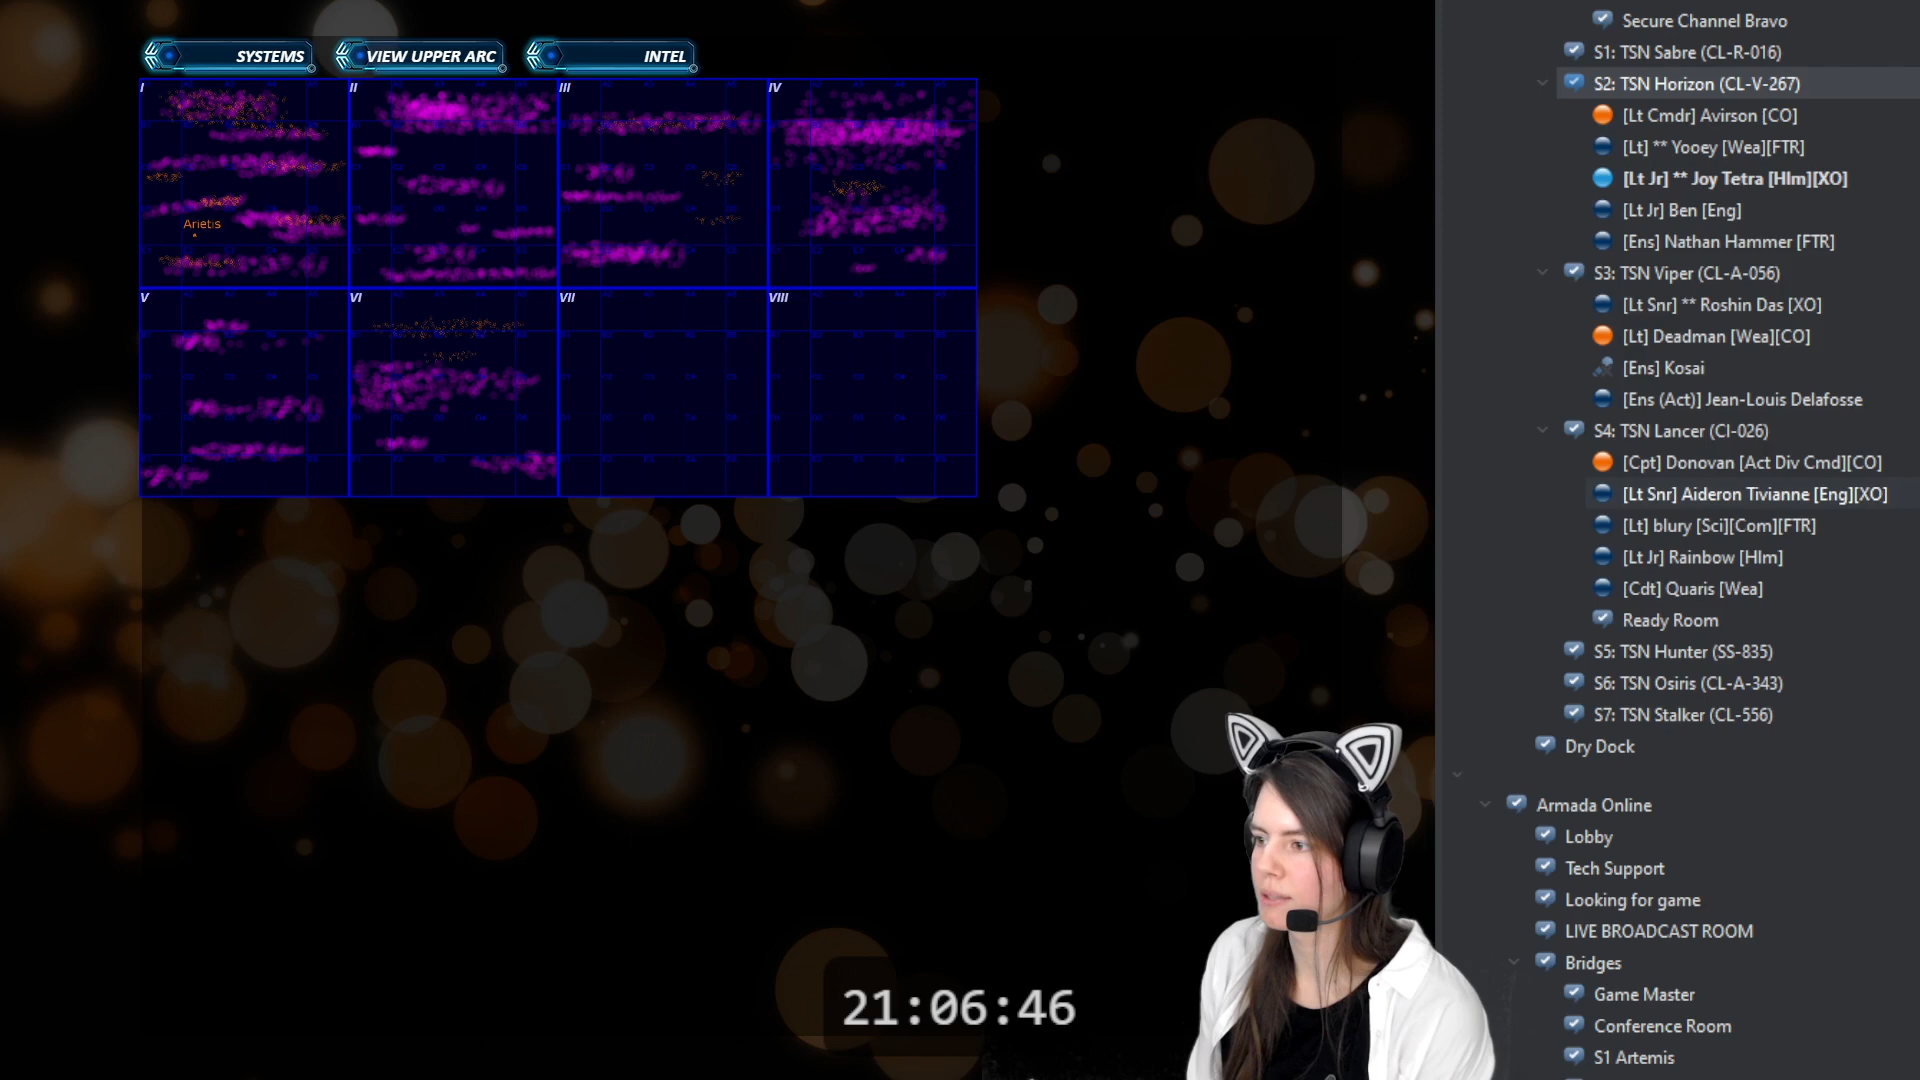 SYSTEMS
VIEW UPPER ARC
INTEL
I
II
III
IV
Arietis
V
VI
VII
VIII
21:06:46
Secure Channel Bravo
S1: TSN Sabre (CL-R-016)
S2: TSN Horizon (CL-V-267)
[Lt Cmdr] Avirson [CO]
[Lt] ** Yooey [Wea][FTR]
[Lt Jr] ** Joy Tetra [Hlm][XO]
[Lt Jr] Ben [Eng]
[Ens] Nathan Hammer [FTR]
S3: TSN Viper (CL-A-056)
[Lt Snr] ** Roshin Das [XO]
[Lt] Deadman [Wea][CO]
[Ens] Kosai
[Ens (Act)] Jean-Louis Delafosse
S4: TSN Lancer (CI-026)
[Cpt] Donovan [Act Div Cmd][CO]
[Lt Snr] Aideron Tivianne [Eng][XO]
[Lt] blury [Sci][Com][FTR]
[Lt Jr] Rainbow [Hlm]
[Cdt] Quaris [Wea]
Ready Room
S5: TSN Hunter (SS-835)
S6: TSN Osiris (CL-A-343)
S7: TSN Stalker (CL-556)
Dry Dock
Armada Online
Lobby
Tech Support
Looking for game
LIVE BROADCAST ROOM
Bridges
Game Master
Conference Room
S1 Artemis